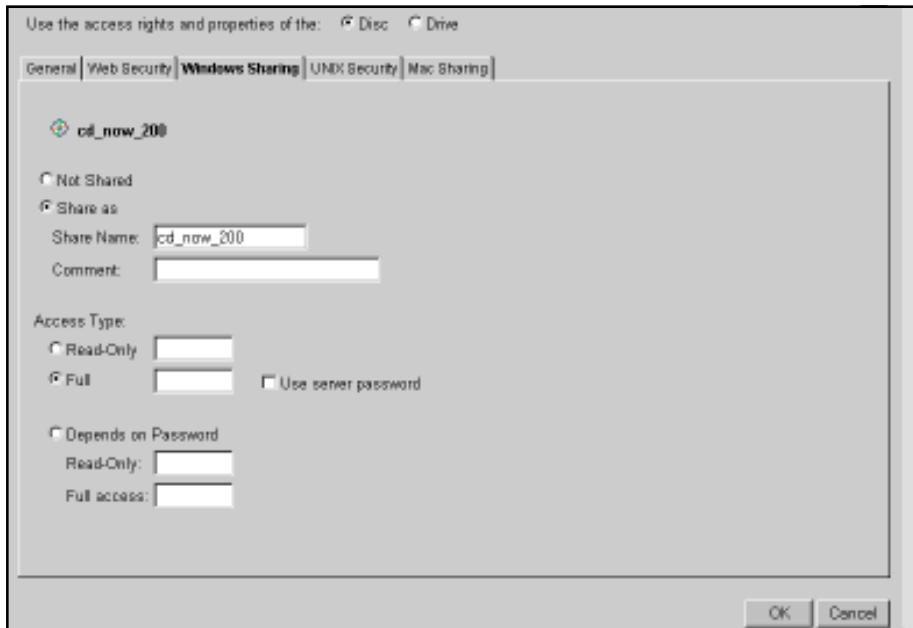 Use the access rights and properties of the: Disc Drive
General Web Security Windows Sharing UNIX Security Mac Sharing
cd_now_200
Not Shared
Share as
Share Name: cd_now_200
Comment:
Access Type:
Read-Only
Full Use server password
Depends on Password
Read-Only:
Full access:
OK Cancel